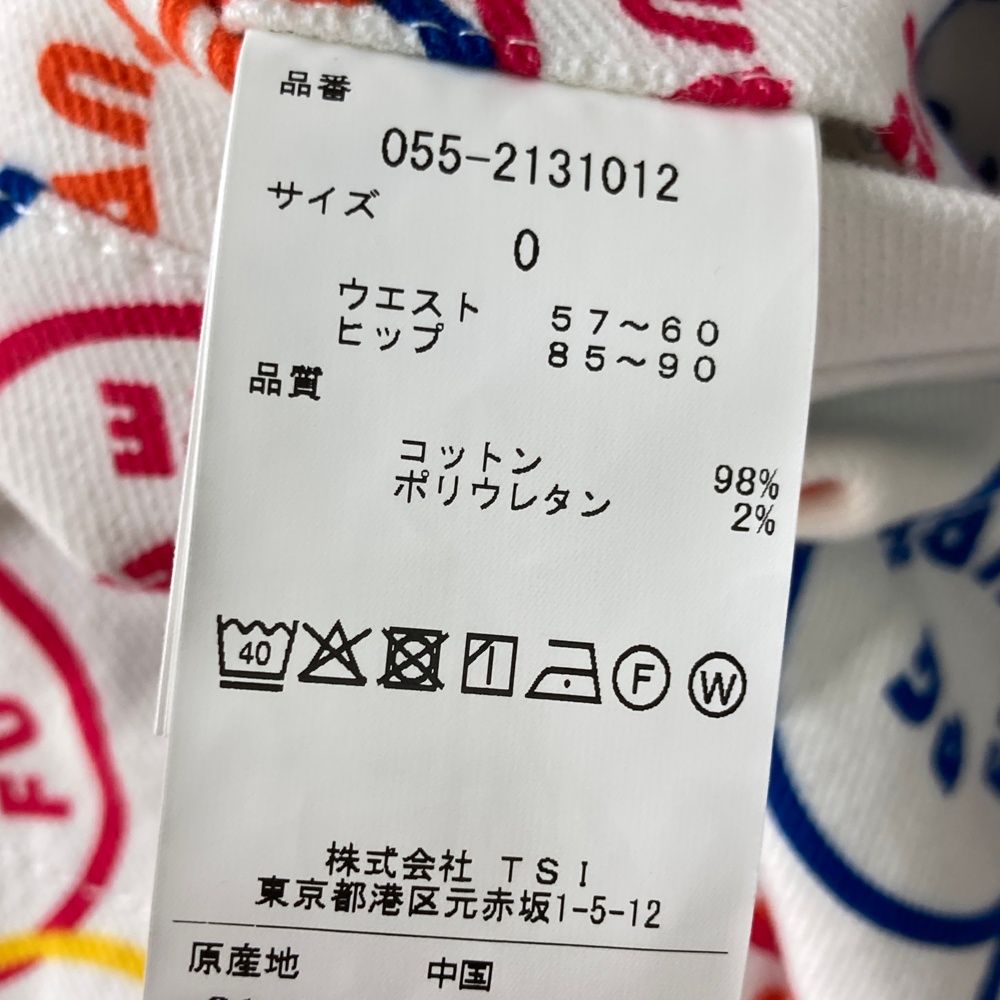 品番
055-2131012
サイズ
0
ウエスト 57～60
ヒップ 85～90
品質
コットン 98%
ポリウレタン 2%
40
F
W
株式会社 TSI
東京都港区元赤坂1-5-12
原産地 中国